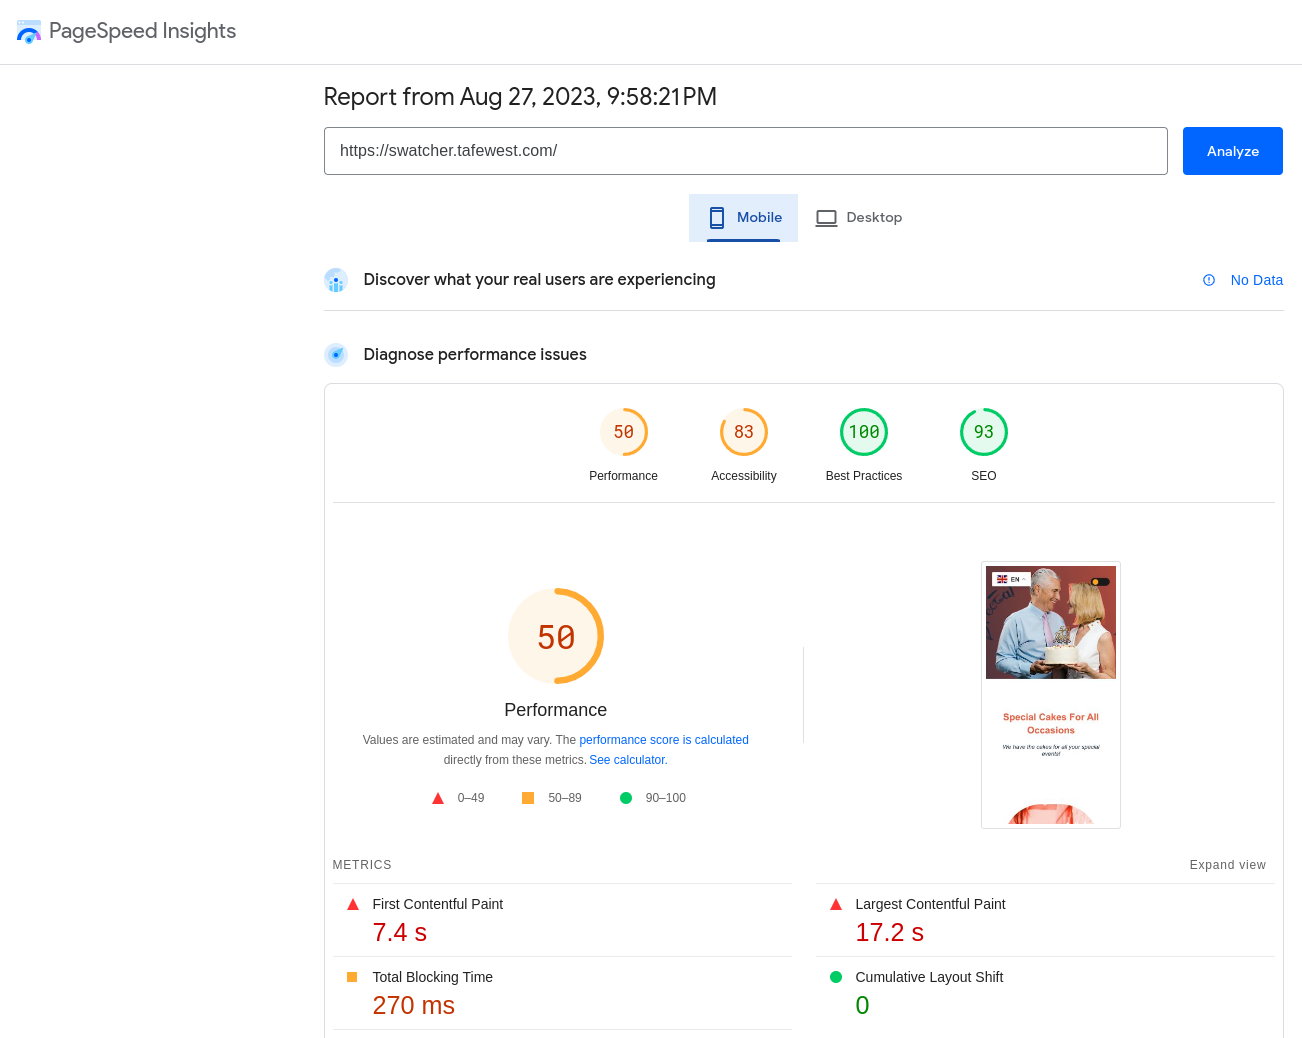 PageSpeed Insights
Report from Aug 27, 2023, 9:58:21 PM
https://swatcher.tafewest.com/
Analyze
Mobile
Desktop
Discover what your real users are experiencing
No Data
Diagnose performance issues
50
83
100
93
Performance
Accessibility
Best Practices
SEO
EN
50
Performance
Values are estimated and may vary. The performance score is calculated
directly from these metrics. See calculator.
0–49
50–89
90–100
Special Cakes For All
Occasions
We have the cakes for all your special
events!
METRICS
Expand view
First Contentful Paint
7.4 s
Largest Contentful Paint
17.2 s
Total Blocking Time
270 ms
Cumulative Layout Shift
0